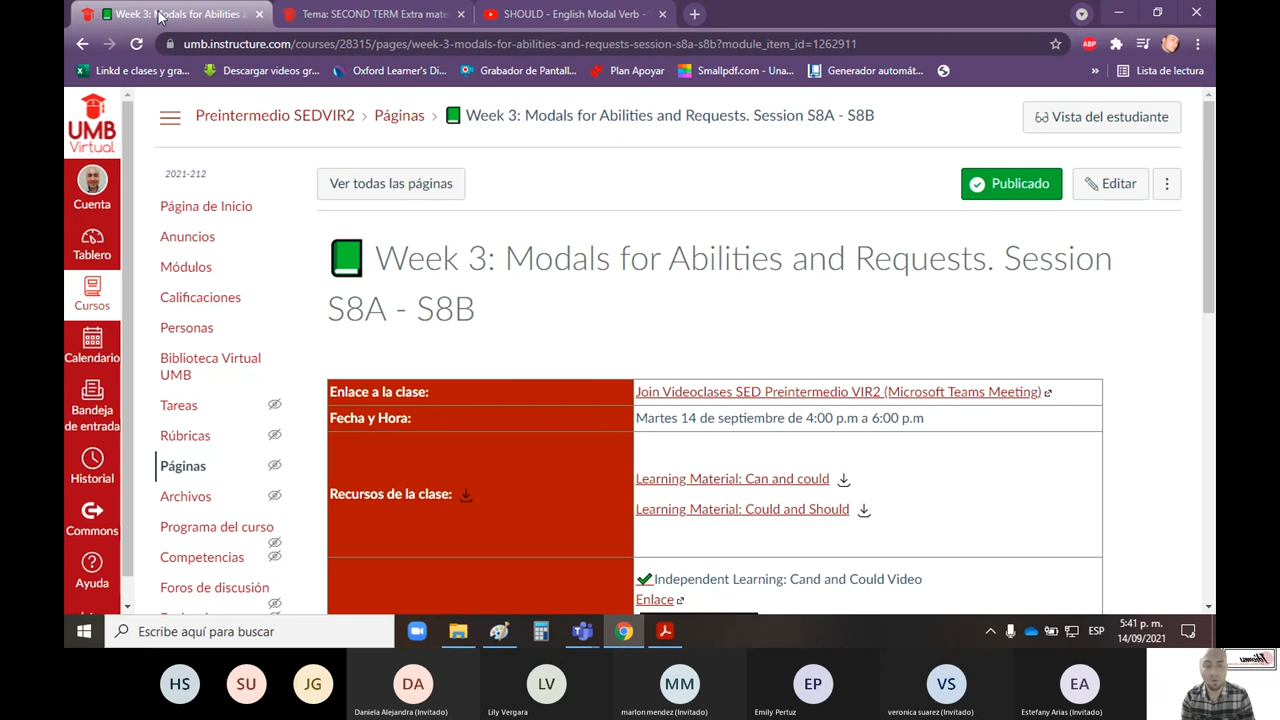 Week 3: Modals for Abilities a
Tema: SECOND TERM Extra mate
SHOULD - English Modal Verb -
umb.instructure.com/courses/28315/pages/week-3-modals-for-abilities-and-requests-session-s8a-s8b?module_item_id=1262911
ABP
Linkd e clases y gra...
Descargar videos gr...
Oxford Learner's Di...
Grabador de Pantall...
Plan Apoyar
Smallpdf.com - Una...
Generador automát...
»
Lista de lectura
UMB
Virtual
Preintermedio SEDVIR2 > Páginas > Week 3: Modals for Abilities and Requests. Session S8A - S8B
Vista del estudiante
Cuenta
Tablero
Cursos
Calendario
Bandeja de entrada
Historial
Commons
Ayuda
2021-212
Página de Inicio
Anuncios
Módulos
Calificaciones
Personas
Biblioteca Virtual
UMB
Tareas
Rúbricas
Páginas
Archivos
Programa del curso
Competencias
Foros de discusión
Ver todas las páginas
Publicado
Editar
Week 3: Modals for Abilities and Requests. Session
S8A - S8B
Enlace a la clase:
Join Videoclases SED Preintermedio VIR2 (Microsoft Teams Meeting)
Fecha y Hora:
Martes 14 de septiembre de 4:00 p.m a 6:00 p.m
Recursos de la clase:
Learning Material: Can and could
Learning Material: Could and Should
Independent Learning: Cand and Could Video
Enlace
Escribe aquí para buscar
ESP
5:41 p. m.
14/09/2021
HS
SU
JG
DA
LV
MM
EP
VS
EA
Daniela Alejandra (Invitado)
Lily Vergara
marlon mendez (Invitado)
Emily Pertuz
veronica suarez (Invitado)
Estefany Arias (Invitado)